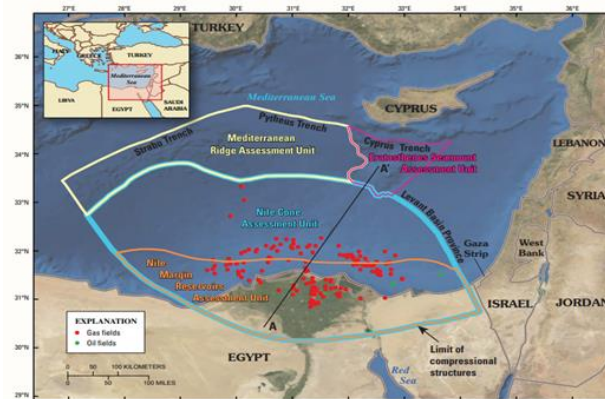 27°E
28°E
29°E
30°E
31°E
32°E
33°E
34°E
35°E
36°E
TURKEY
ITALY
GREECE
TURKEY
Mediterranean
Sea
LIBYA
EGYPT
SAUDI
ARABIA
35°N
34°N
33°N
32°N
31°N
30°N
29°N
Mediterranean Sea
CYPRUS
Strabo Trench
Pytheus Trench
Cyprus Trench
Mediterranean
Ridge Assessment Unit
Eratosthenes Seamount
Assessment Unit
A'
LEBANON
SYRIA
Levant Basin Province
Nile Cone
Assessment Unit
Gaza
Strip
West
Bank
Nile
Margin
Reservoirs
Assessment Unit
ISRAEL
JORDAN
A
EGYPT
Limit of
compressional
structures
Red
Sea
EXPLANATION
Gas fields
Oil fields
0 50 100 KILOMETERS
0 50 100 MILES